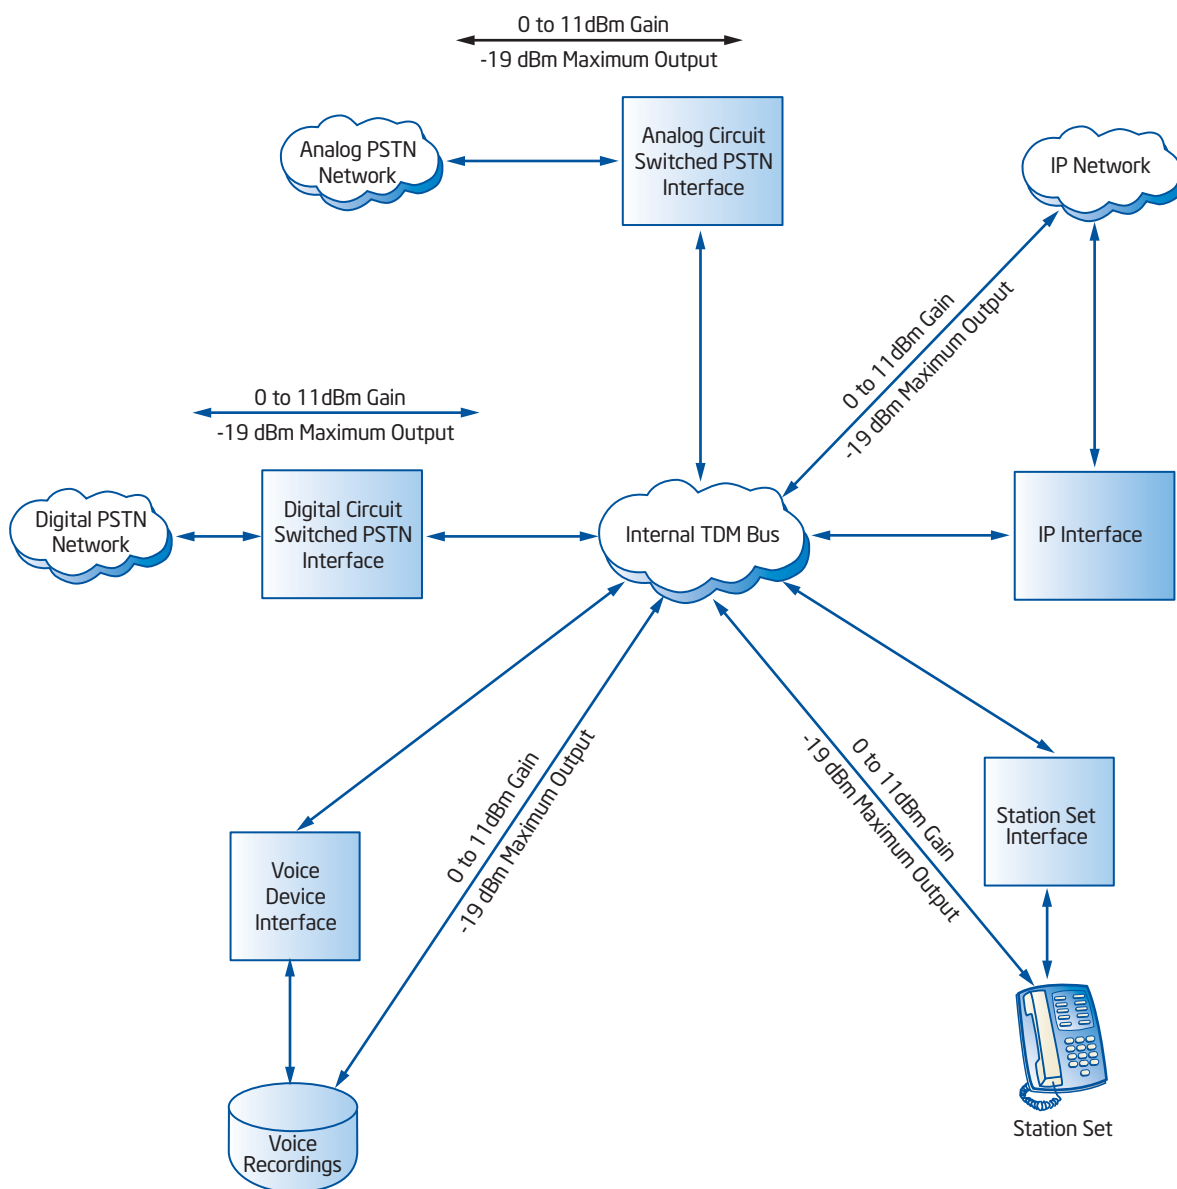 0 to 11dBm Gain
-19 dBm Maximum Output
Analog PSTN
Network
Analog Circuit
Switched PSTN
Interface
IP Network
0 to 11dBm Gain
-19 dBm Maximum Output
0 to 11dBm Gain
-19 dBm Maximum Output
Digital PSTN
Network
Digital Circuit
Switched PSTN
Interface
Internal TDM Bus
IP Interface
0 to 11dBm Gain
-19 dBm Maximum Output
0 to 11dBm Gain
-19 dBm Maximum Output
Station Set
Interface
Voice
Device
Interface
Station Set
Voice
Recordings